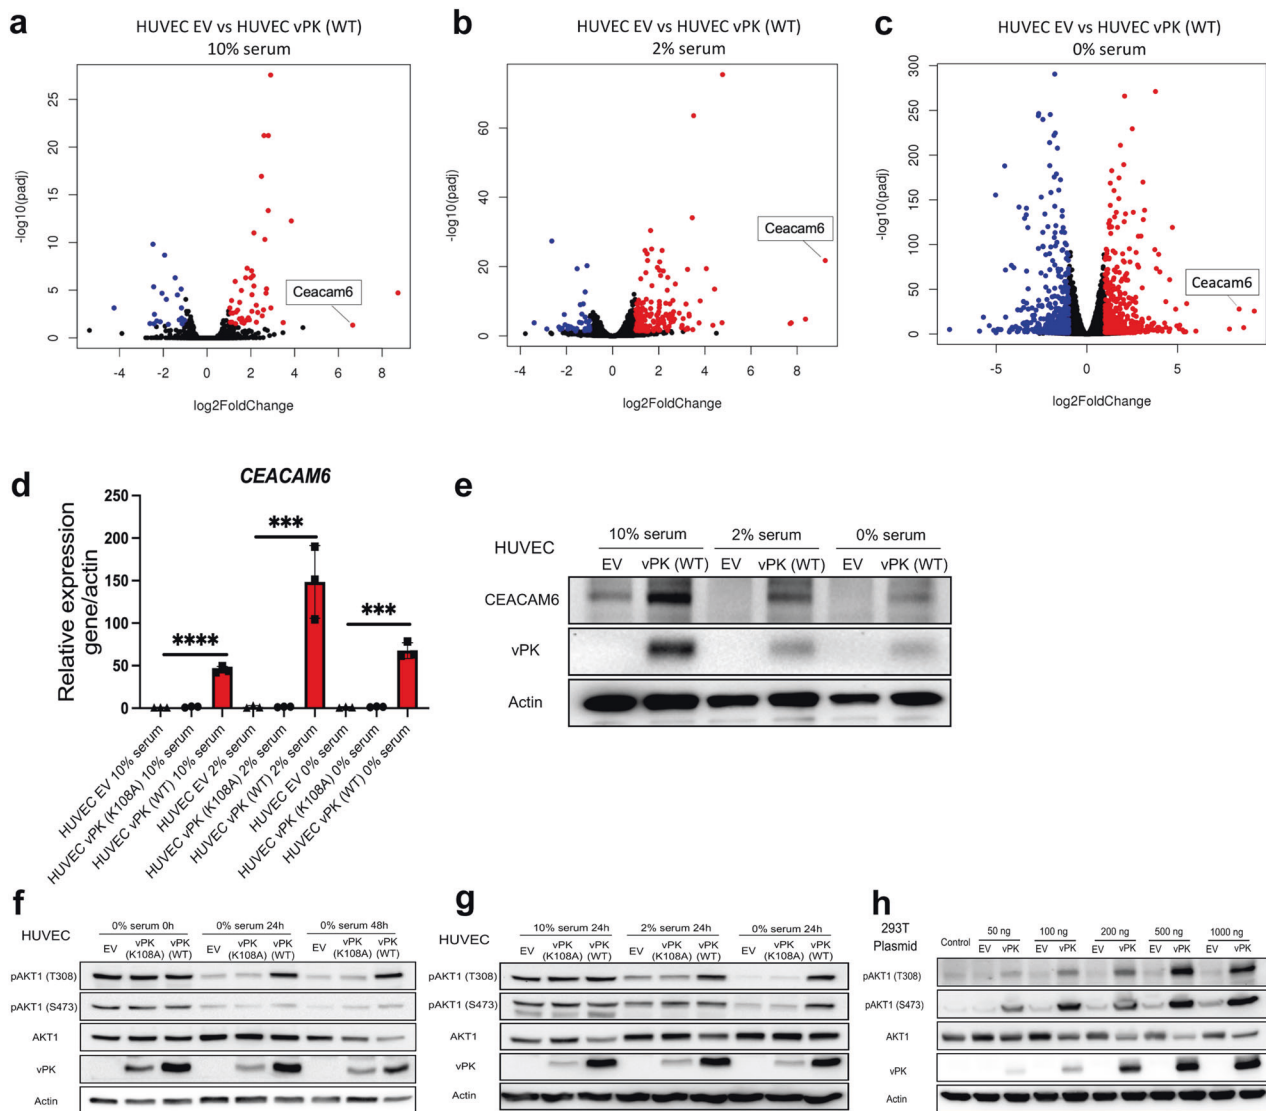 a
HUVEC EV vs HUVEC vPK (WT)
10% serum
-log10(padj)
25
20
15
10
5
0
Ceacam6
-4 -2 0 2 4 6 8
log2FoldChange
b
HUVEC EV vs HUVEC vPK (WT)
2% serum
-log10(padj)
60
40
20
0
Ceacam6
-4 -2 0 2 4 6 8
log2FoldChange
c
HUVEC EV vs HUVEC vPK (WT)
0% serum
-log10(padj)
300
250
200
150
100
50
0
Ceacam6
-5 0 5
log2FoldChange
d
CEACAM6
Relative expression
gene/actin
250
200
150
100
50
0
****
***
***
HUVEC EV 10% serum
HUVEC vPK (K108A) 10% serum
HUVEC vPK (WT) 10% serum
HUVEC EV 2% serum
HUVEC vPK (K108A) 2% serum
HUVEC vPK (WT) 2% serum
HUVEC EV 0% serum
HUVEC vPK (K108A) 0% serum
HUVEC vPK (WT) 0% serum
e
HUVEC
10% serum 2% serum 0% serum
EV vPK (WT) EV vPK (WT) EV vPK (WT)
CEACAM6
vPK
Actin
f
HUVEC
0% serum 0h 0% serum 24h 0% serum 48h
EV vPK (K108A) vPK (WT) EV vPK (K108A) vPK (WT) EV vPK (K108A) vPK (WT)
pAKT1 (T308)
pAKT1 (S473)
AKT1
vPK
Actin
g
HUVEC
10% serum 24h 2% serum 24h 0% serum 24h
EV vPK (K108A) vPK (WT) EV vPK (K108A) vPK (WT) EV vPK (K108A) vPK (WT)
pAKT1 (T308)
pAKT1 (S473)
AKT1
vPK
Actin
h
293T
Plasmid
50 ng 100 ng 200 ng 500 ng 1000 ng
Control EV vPK EV vPK EV vPK EV vPK EV vPK
pAKT1 (T308)
pAKT1 (S473)
AKT1
vPK
Actin